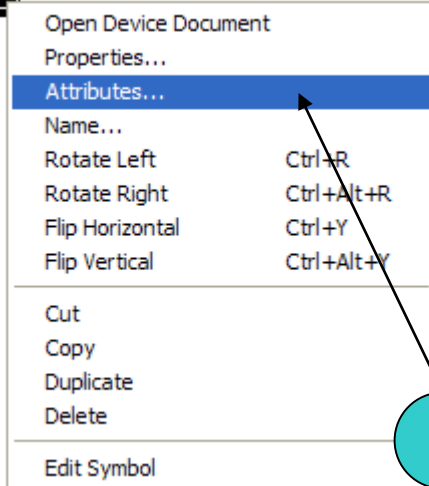 Open Device Document
Properties...
Attributes...
Name...
Rotate Left Ctrl+R
Rotate Right Ctrl+Alt+R
Flip Horizontal Ctrl+Y
Flip Vertical Ctrl+Alt+Y
Cut
Copy
Duplicate
Delete
Edit Symbol